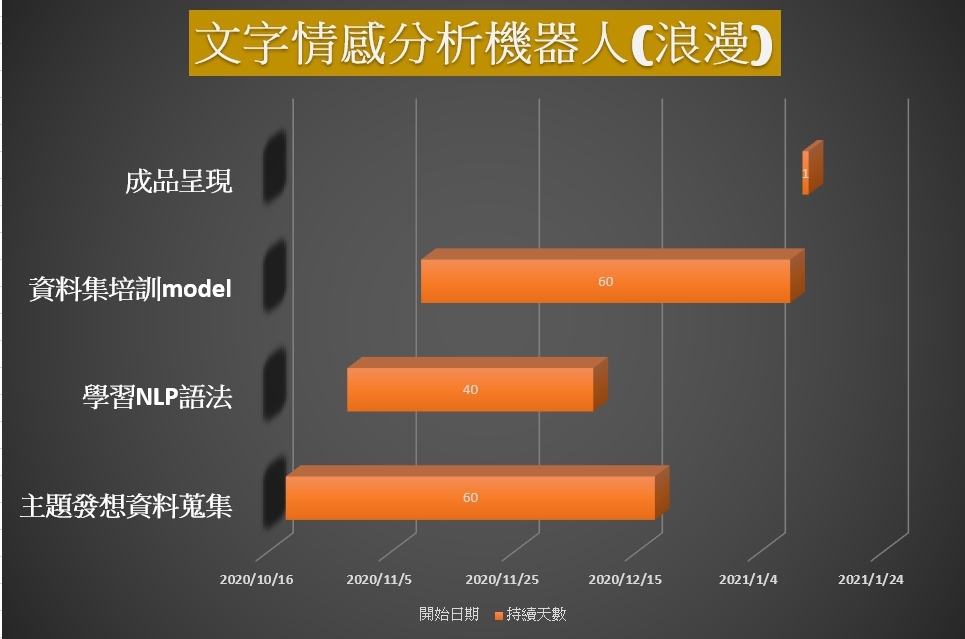 文字情感分析機器人(浪漫)
成品呈現
1
資料集培訓model
60
學習NLP語法
40
主題發想資料蒐集
60
2020/10/16 2020/11/5 2020/11/25 2020/12/15 2021/1/4 2021/1/24
開始日期 持續天數